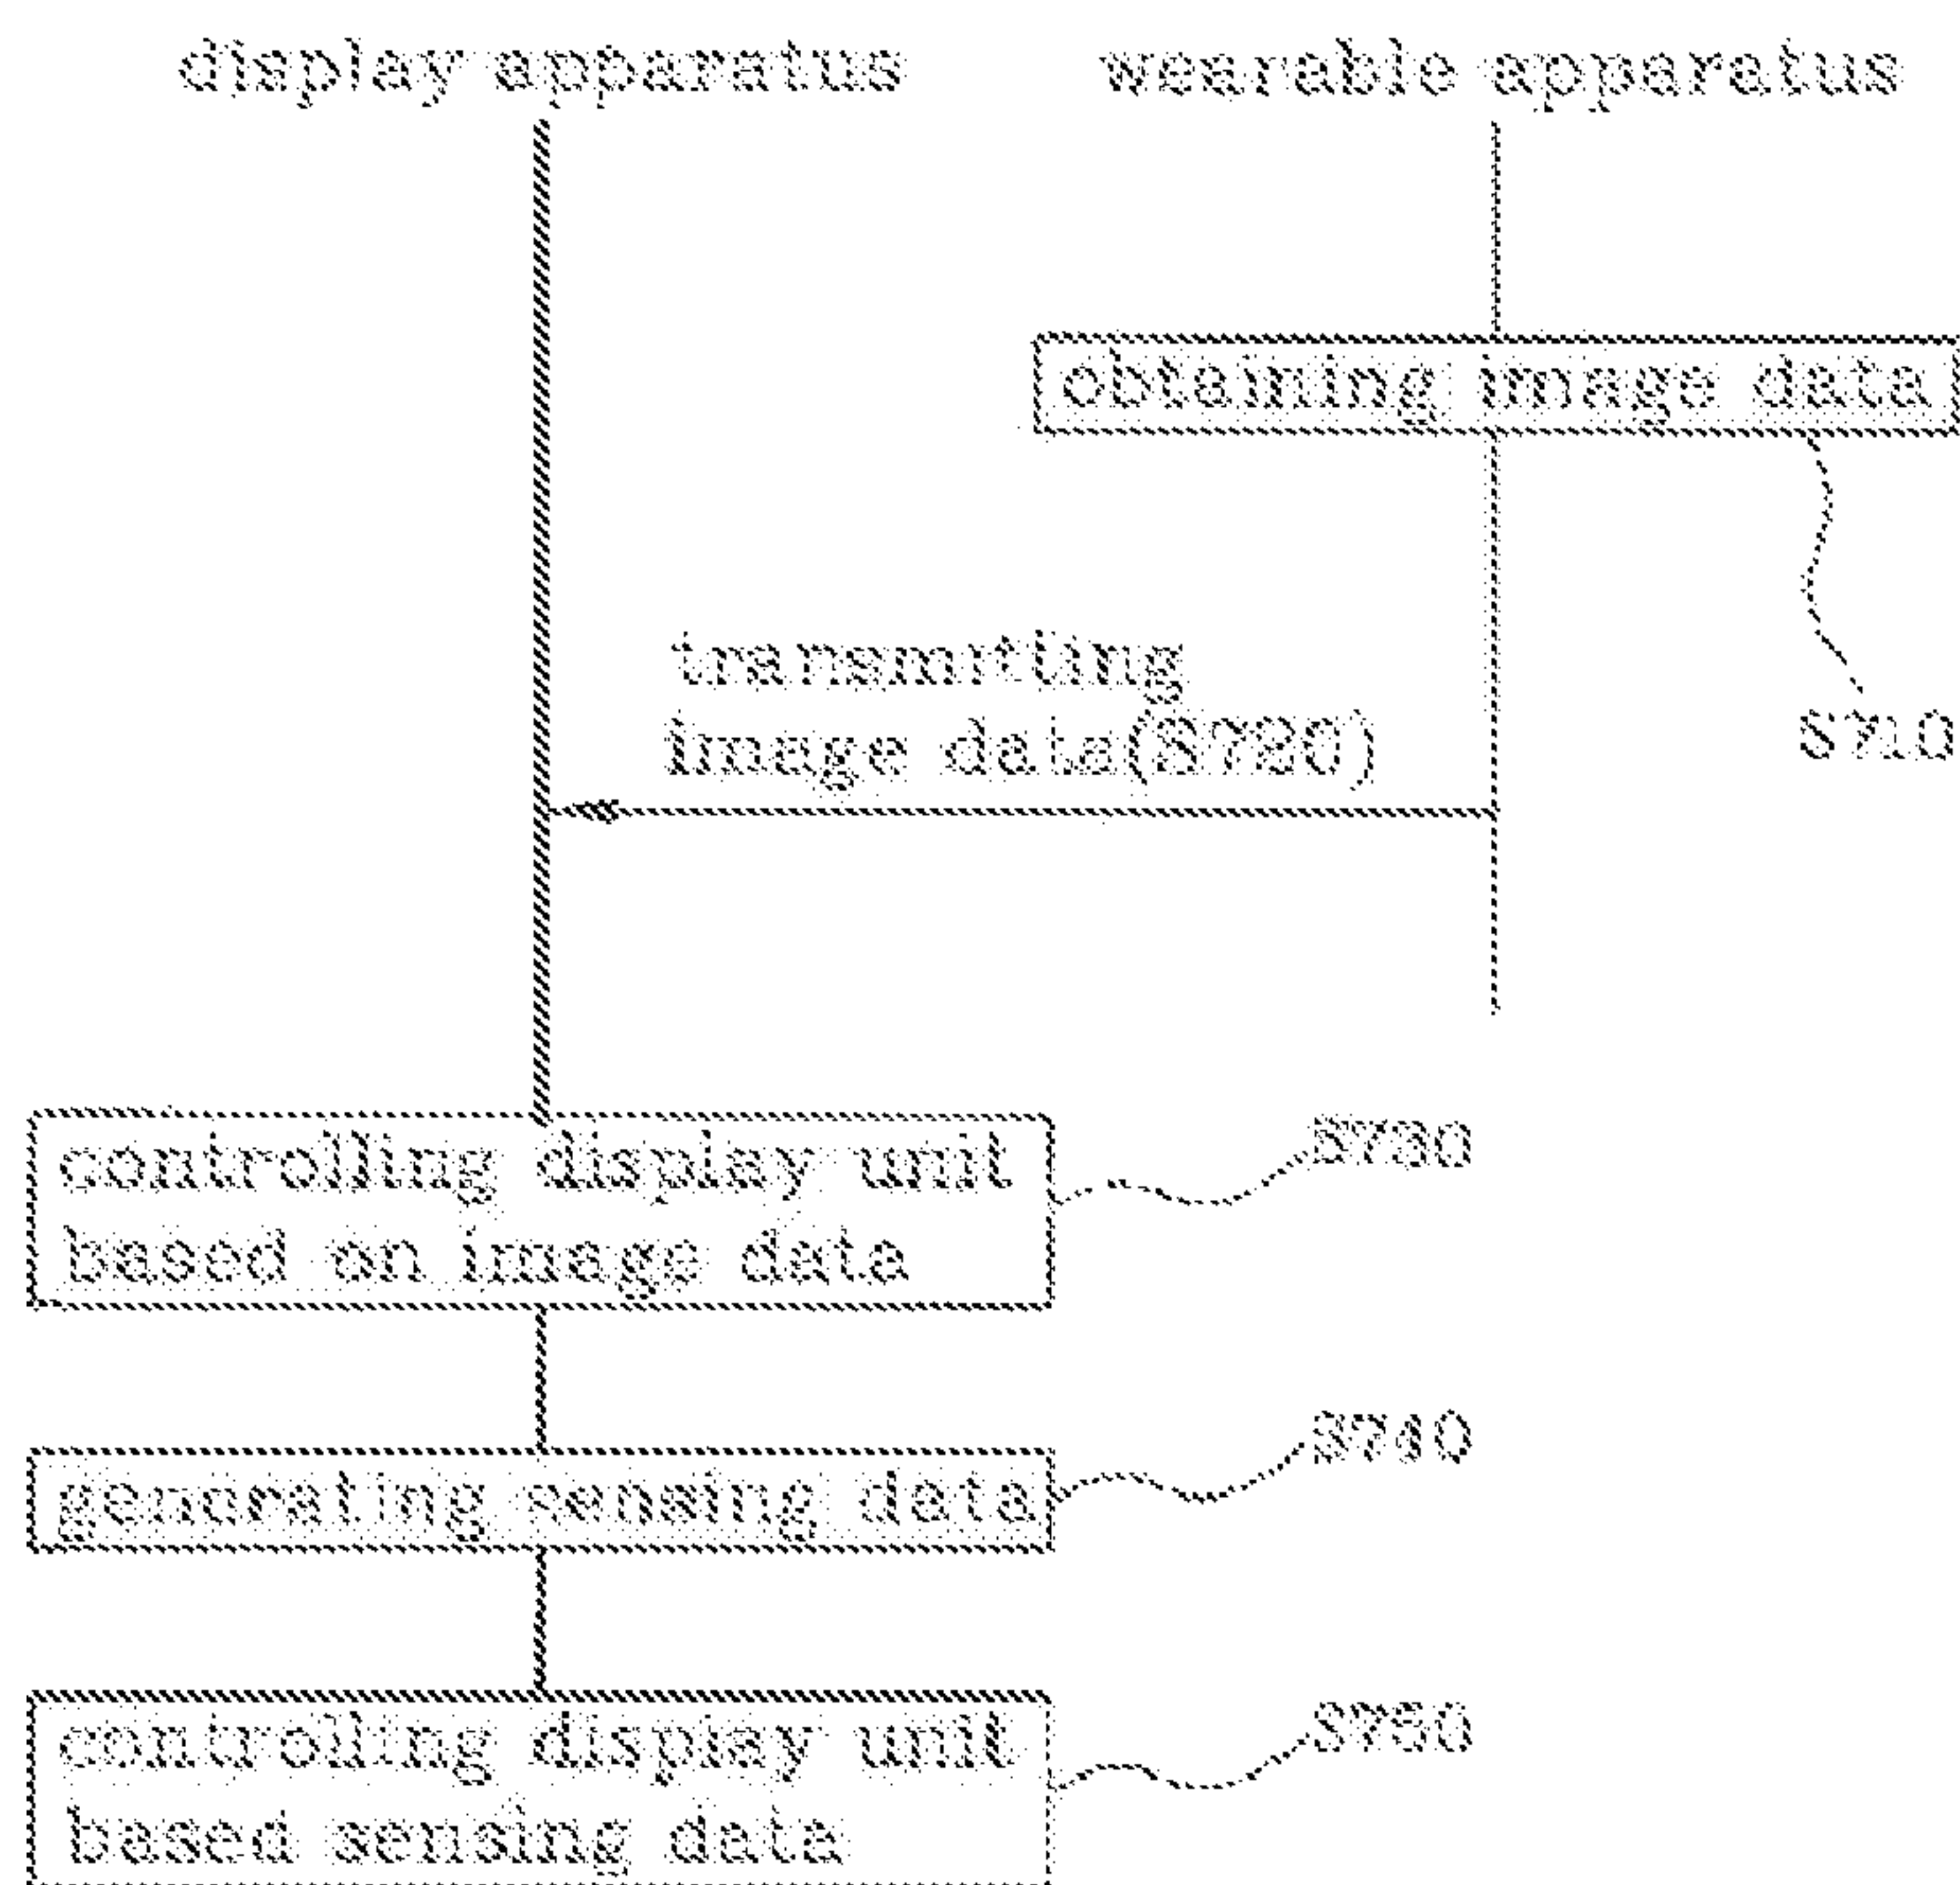 display apparatus
wearable apparatus
obtaining image data
transmitting
image data(S720)
S710
controlling display unit
based on image data
S730
generating sensing data
S740
controlling display unit
based sensing data
S750